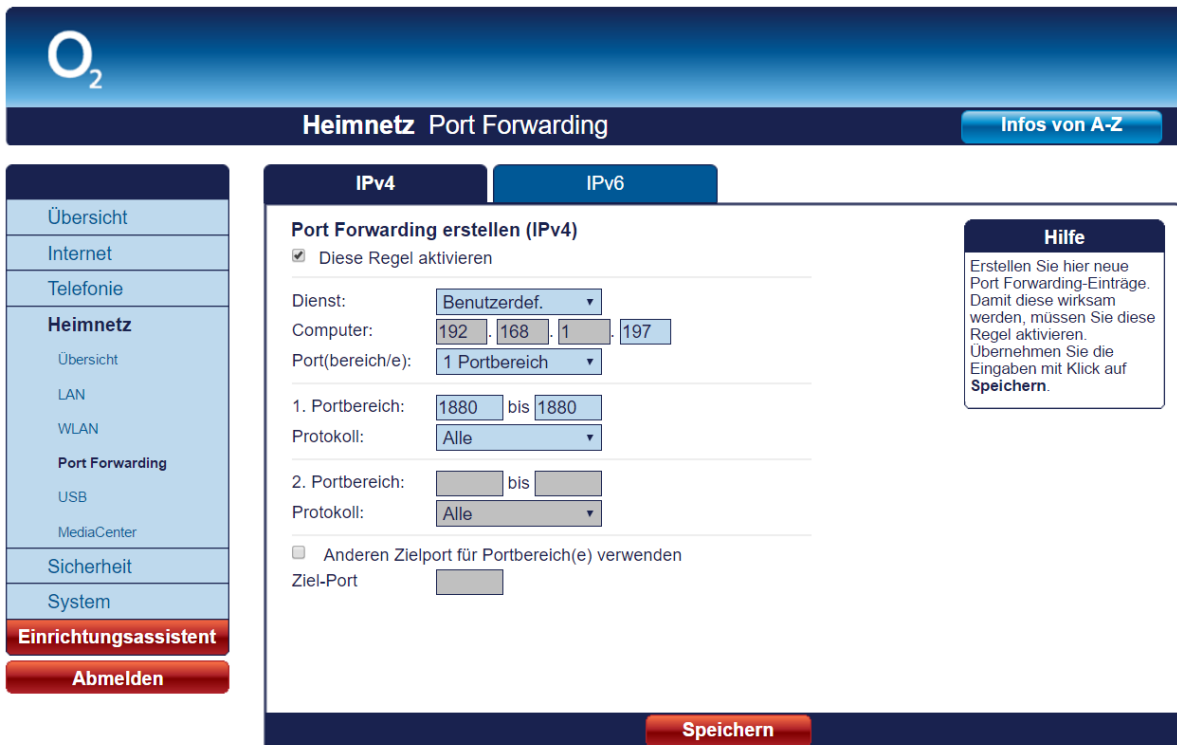 O2
Heimnetz Port Forwarding
Infos von A-Z
Übersicht
Internet
Telefonie
Heimnetz
Übersicht
LAN
WLAN
Port Forwarding
USB
MediaCenter
Sicherheit
System
Einrichtungsassistent
Abmelden
IPv4
IPv6
Port Forwarding erstellen (IPv4)
Diese Regel aktivieren
Dienst: Benutzerdef.
Computer: 192 . 168 . 1 . 197
Port(bereich/e): 1 Portbereich
1. Portbereich: 1880 bis 1880
Protokoll: Alle
2. Portbereich: bis
Protokoll: Alle
Anderen Zielport für Portbereich(e) verwenden
Ziel-Port
Speichern
Hilfe
Erstellen Sie hier neue
Port Forwarding-Einträge.
Damit diese wirksam
werden, müssen Sie diese
Regel aktivieren.
Übernehmen Sie die
Eingaben mit Klick auf
Speichern.